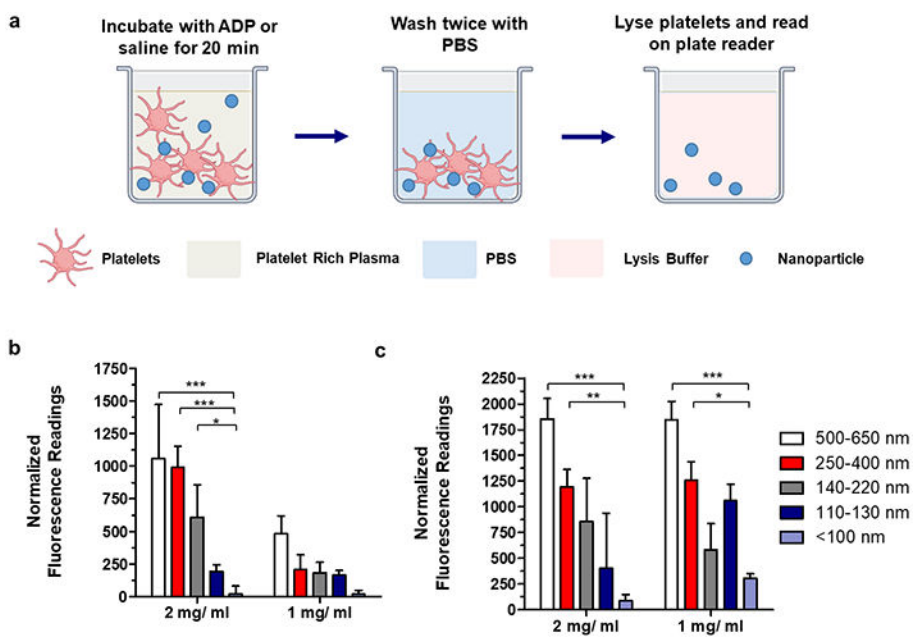 a
Incubate with ADP or
saline for 20 min
Wash twice with
PBS
Lyse platelets and read
on plate reader
Platelets
Platelet Rich Plasma
PBS
Lysis Buffer
Nanoparticle
b
Normalized
Fluorescence Readings
1750
1500
1250
1000
750
500
250
0
***
***
*
2 mg/ ml
1 mg/ ml
c
Normalized
Fluorescence Readings
2250
2000
1750
1500
1250
1000
750
500
250
0
***
**
***
*
2 mg/ ml
1 mg/ ml
500-650 nm
250-400 nm
140-220 nm
110-130 nm
<100 nm